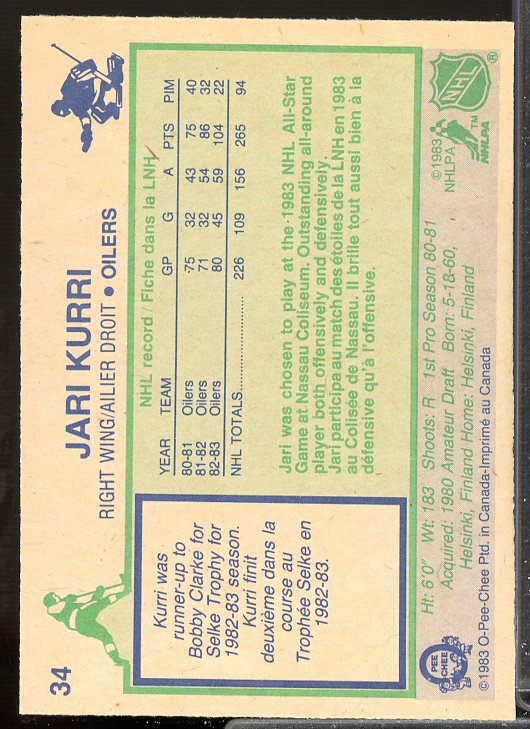 34
JARI KURRI
RIGHT WING/AILIER DROIT • OILERS
Kurri was
runner-up to
Bobby Clarke for
Selke Trophy for
1982-83 season.
Kurri finit
deuxième dans la
course au
Trophée Selke en
1982-83.
NHL record / Fiche dans la LNH
YEAR TEAM GP G A PTS PIM
80-81 Oilers 75 32 43 75 40
81-82 Oilers 71 32 54 86 32
82-83 Oilers 80 45 59 104 22
NHL TOTALS.................. 226 109 156 265 94
Jari was chosen to play at the 1983 NHL All-Star
Game at Nassau Coliseum. Outstanding all-around
player both offensively and defensively.
Jari participa au match des étoiles de la LNH en 1983
au Colisée de Nassau. Il brille tout aussi bien à la
défensive qu'à l'offensive.
Ht: 6'0" Wt: 183 Shoots: R 1st Pro Season 80-81
Acquired: 1980 Amateur Draft Born: 5-18-60,
Helsinki, Finland Home: Helsinki, Finland
O-PEE-CHEE
©1983 O-Pee-Chee Ptd. in Canada-Imprimé au Canada
©1983
NHLPA
TM
NHLPA
NHL
®